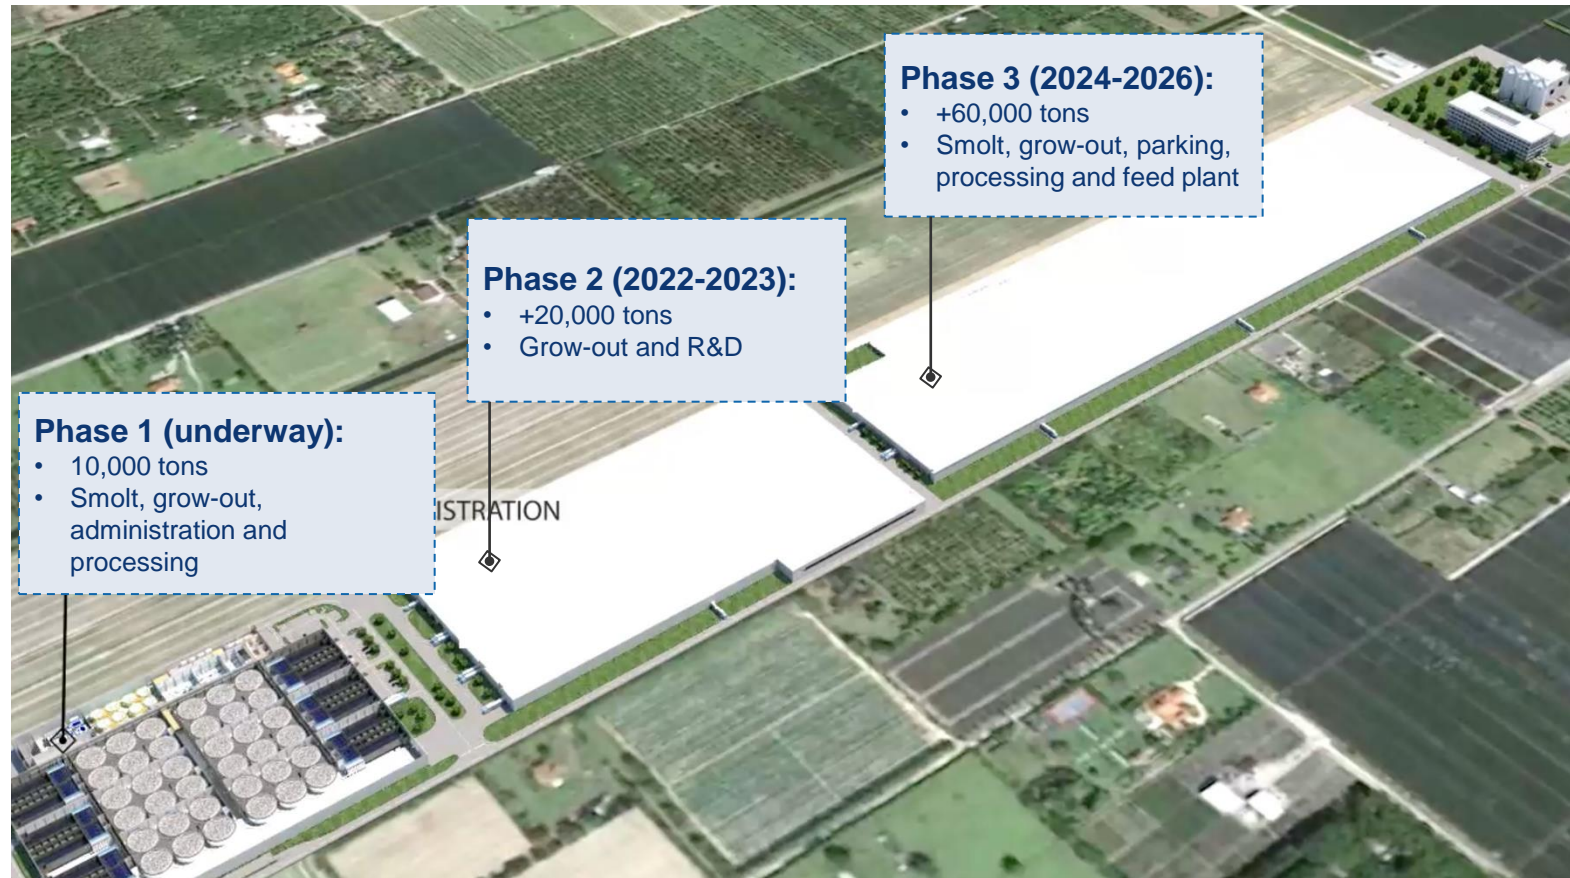 Phase 3 (2024-2026):
• +60,000 tons
• Smolt, grow-out, parking,
processing and feed plant
Phase 2 (2022-2023):
• +20,000 tons
• Grow-out and R&D
Phase 1 (underway):
• 10,000 tons
• Smolt, grow-out,
administration and
processing
ISTRATION